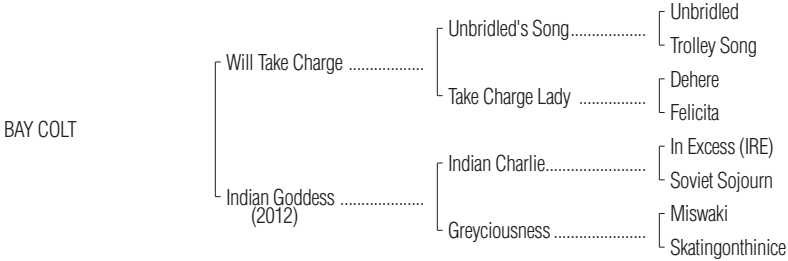 Unbridled
Unbridled's Song..................
Trolley Song
Will Take Charge ..................
Dehere
Take Charge Lady ................
Felicita
BAY COLT
In Excess (IRE)
Indian Charlie........................
Soviet Sojourn
Indian Goddess ....................
(2012)
Miswaki
Greyciousness ......................
Skatingonthinice